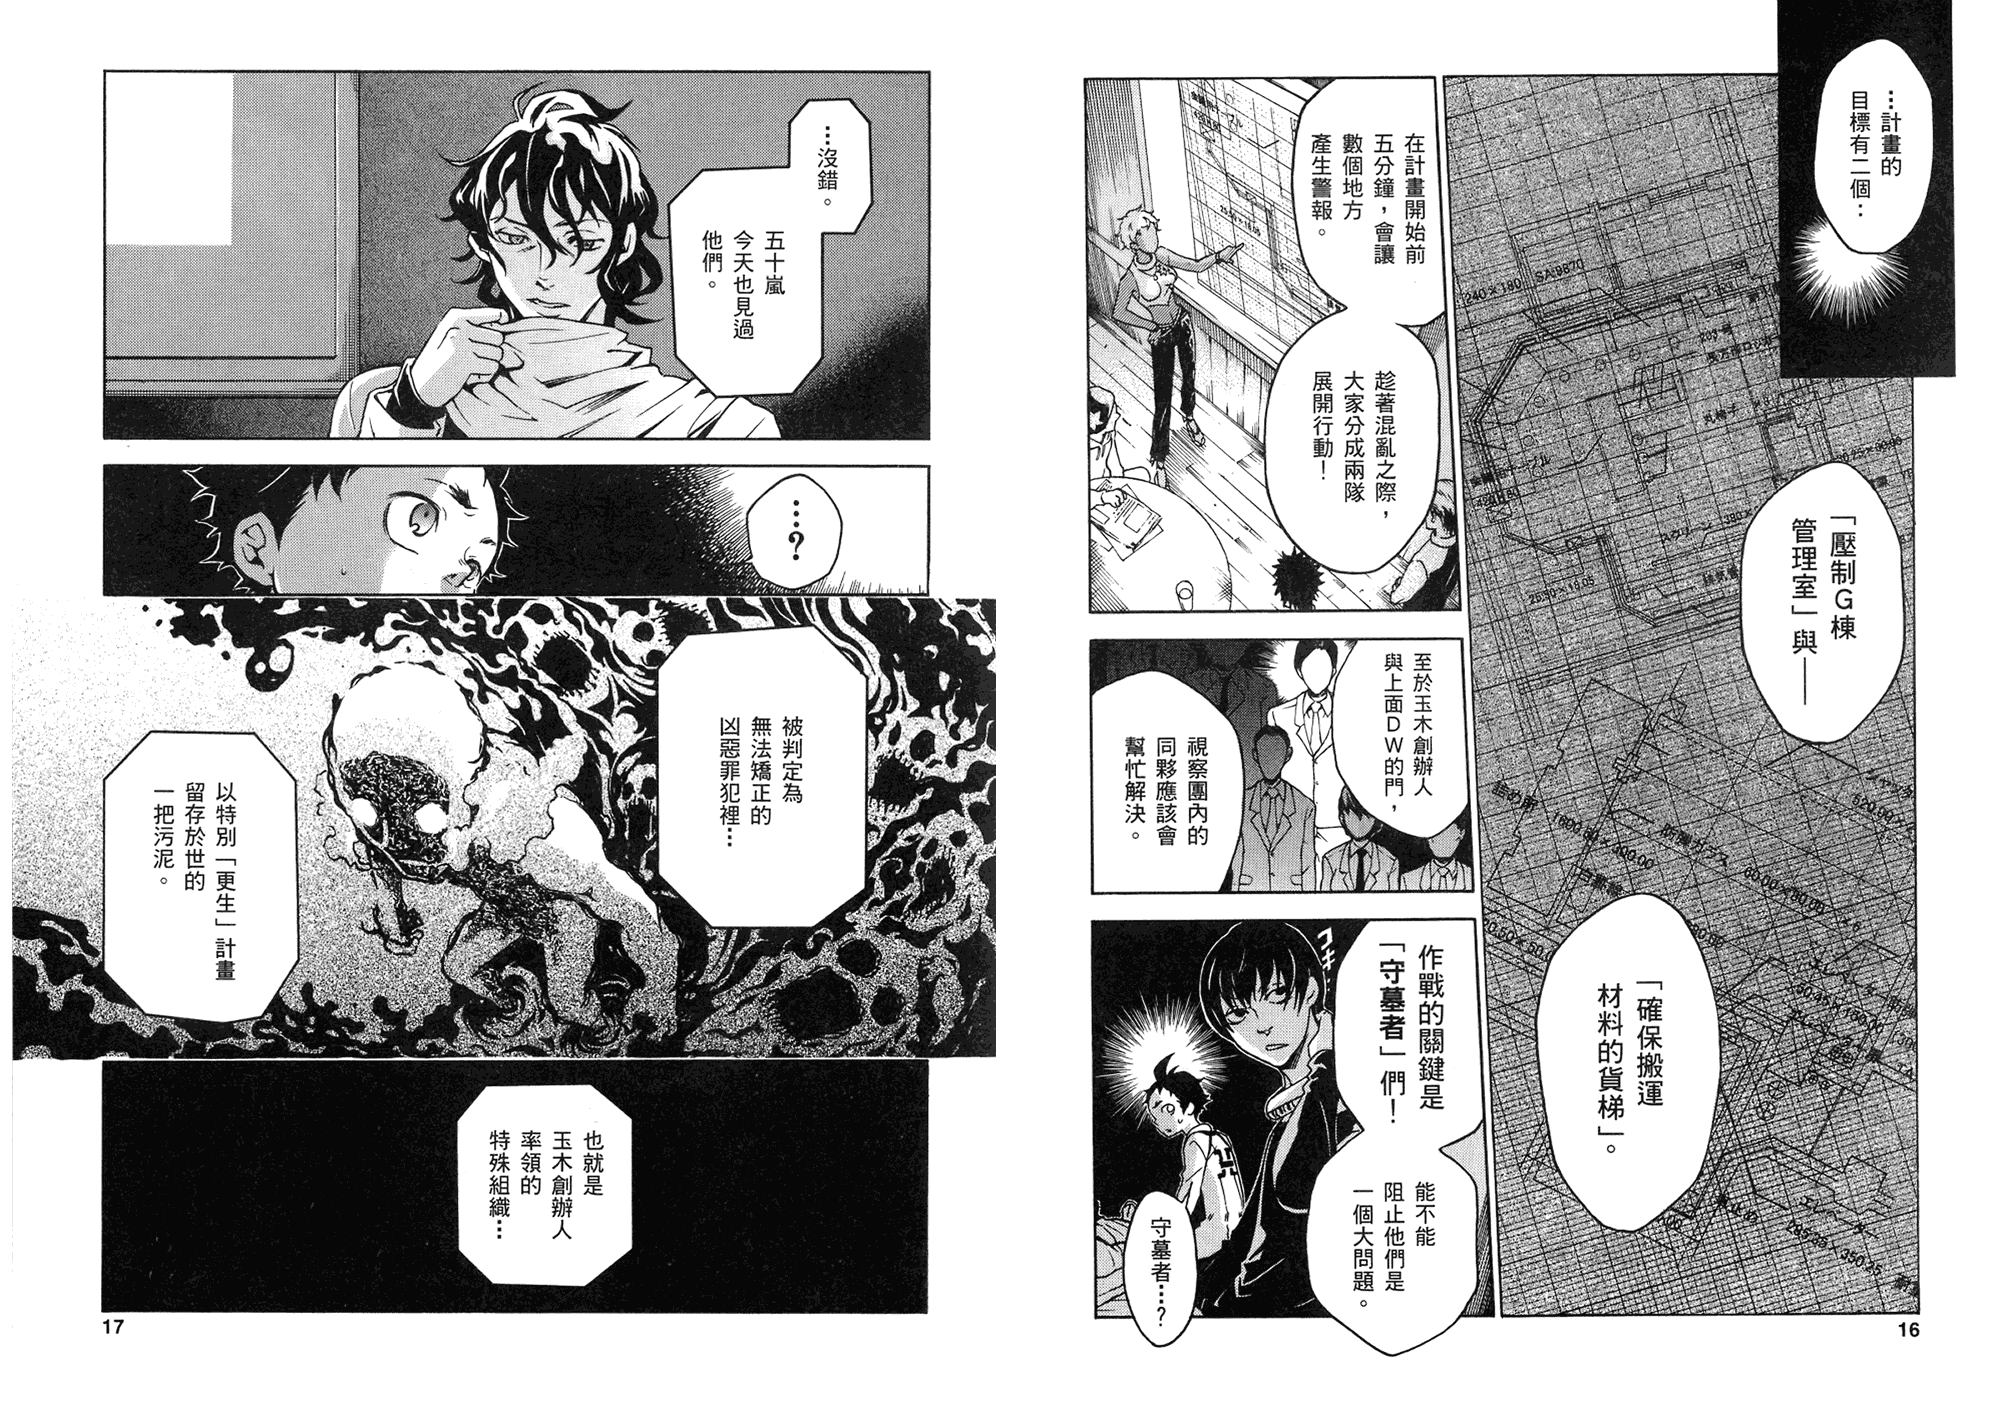 …計畫的
目標有二個：
「壓制G棟
管理室」與——
「確保搬運
材料的貨梯」。
在計畫開始前
五分鐘，會讓
數個地方
產生警報。
趁著混亂之際，
大家分成兩隊
展開行動！
至於玉木創辦人
與上面DW的門，
視察團內的
同夥應該會
幫忙解決。
作戰的關鍵是
「守墓者」們！
能不能
阻止他們是
一個大問題。
コキ
守墓者…？
16
…沒錯。
五十嵐
今天也見過
他們。
…？
被判定為
無法矯正的
凶惡罪犯裡…
以特別「更生」計畫
留存於世的
一把污泥。
也就是
玉木創辦人
率領的
特殊組織…
17